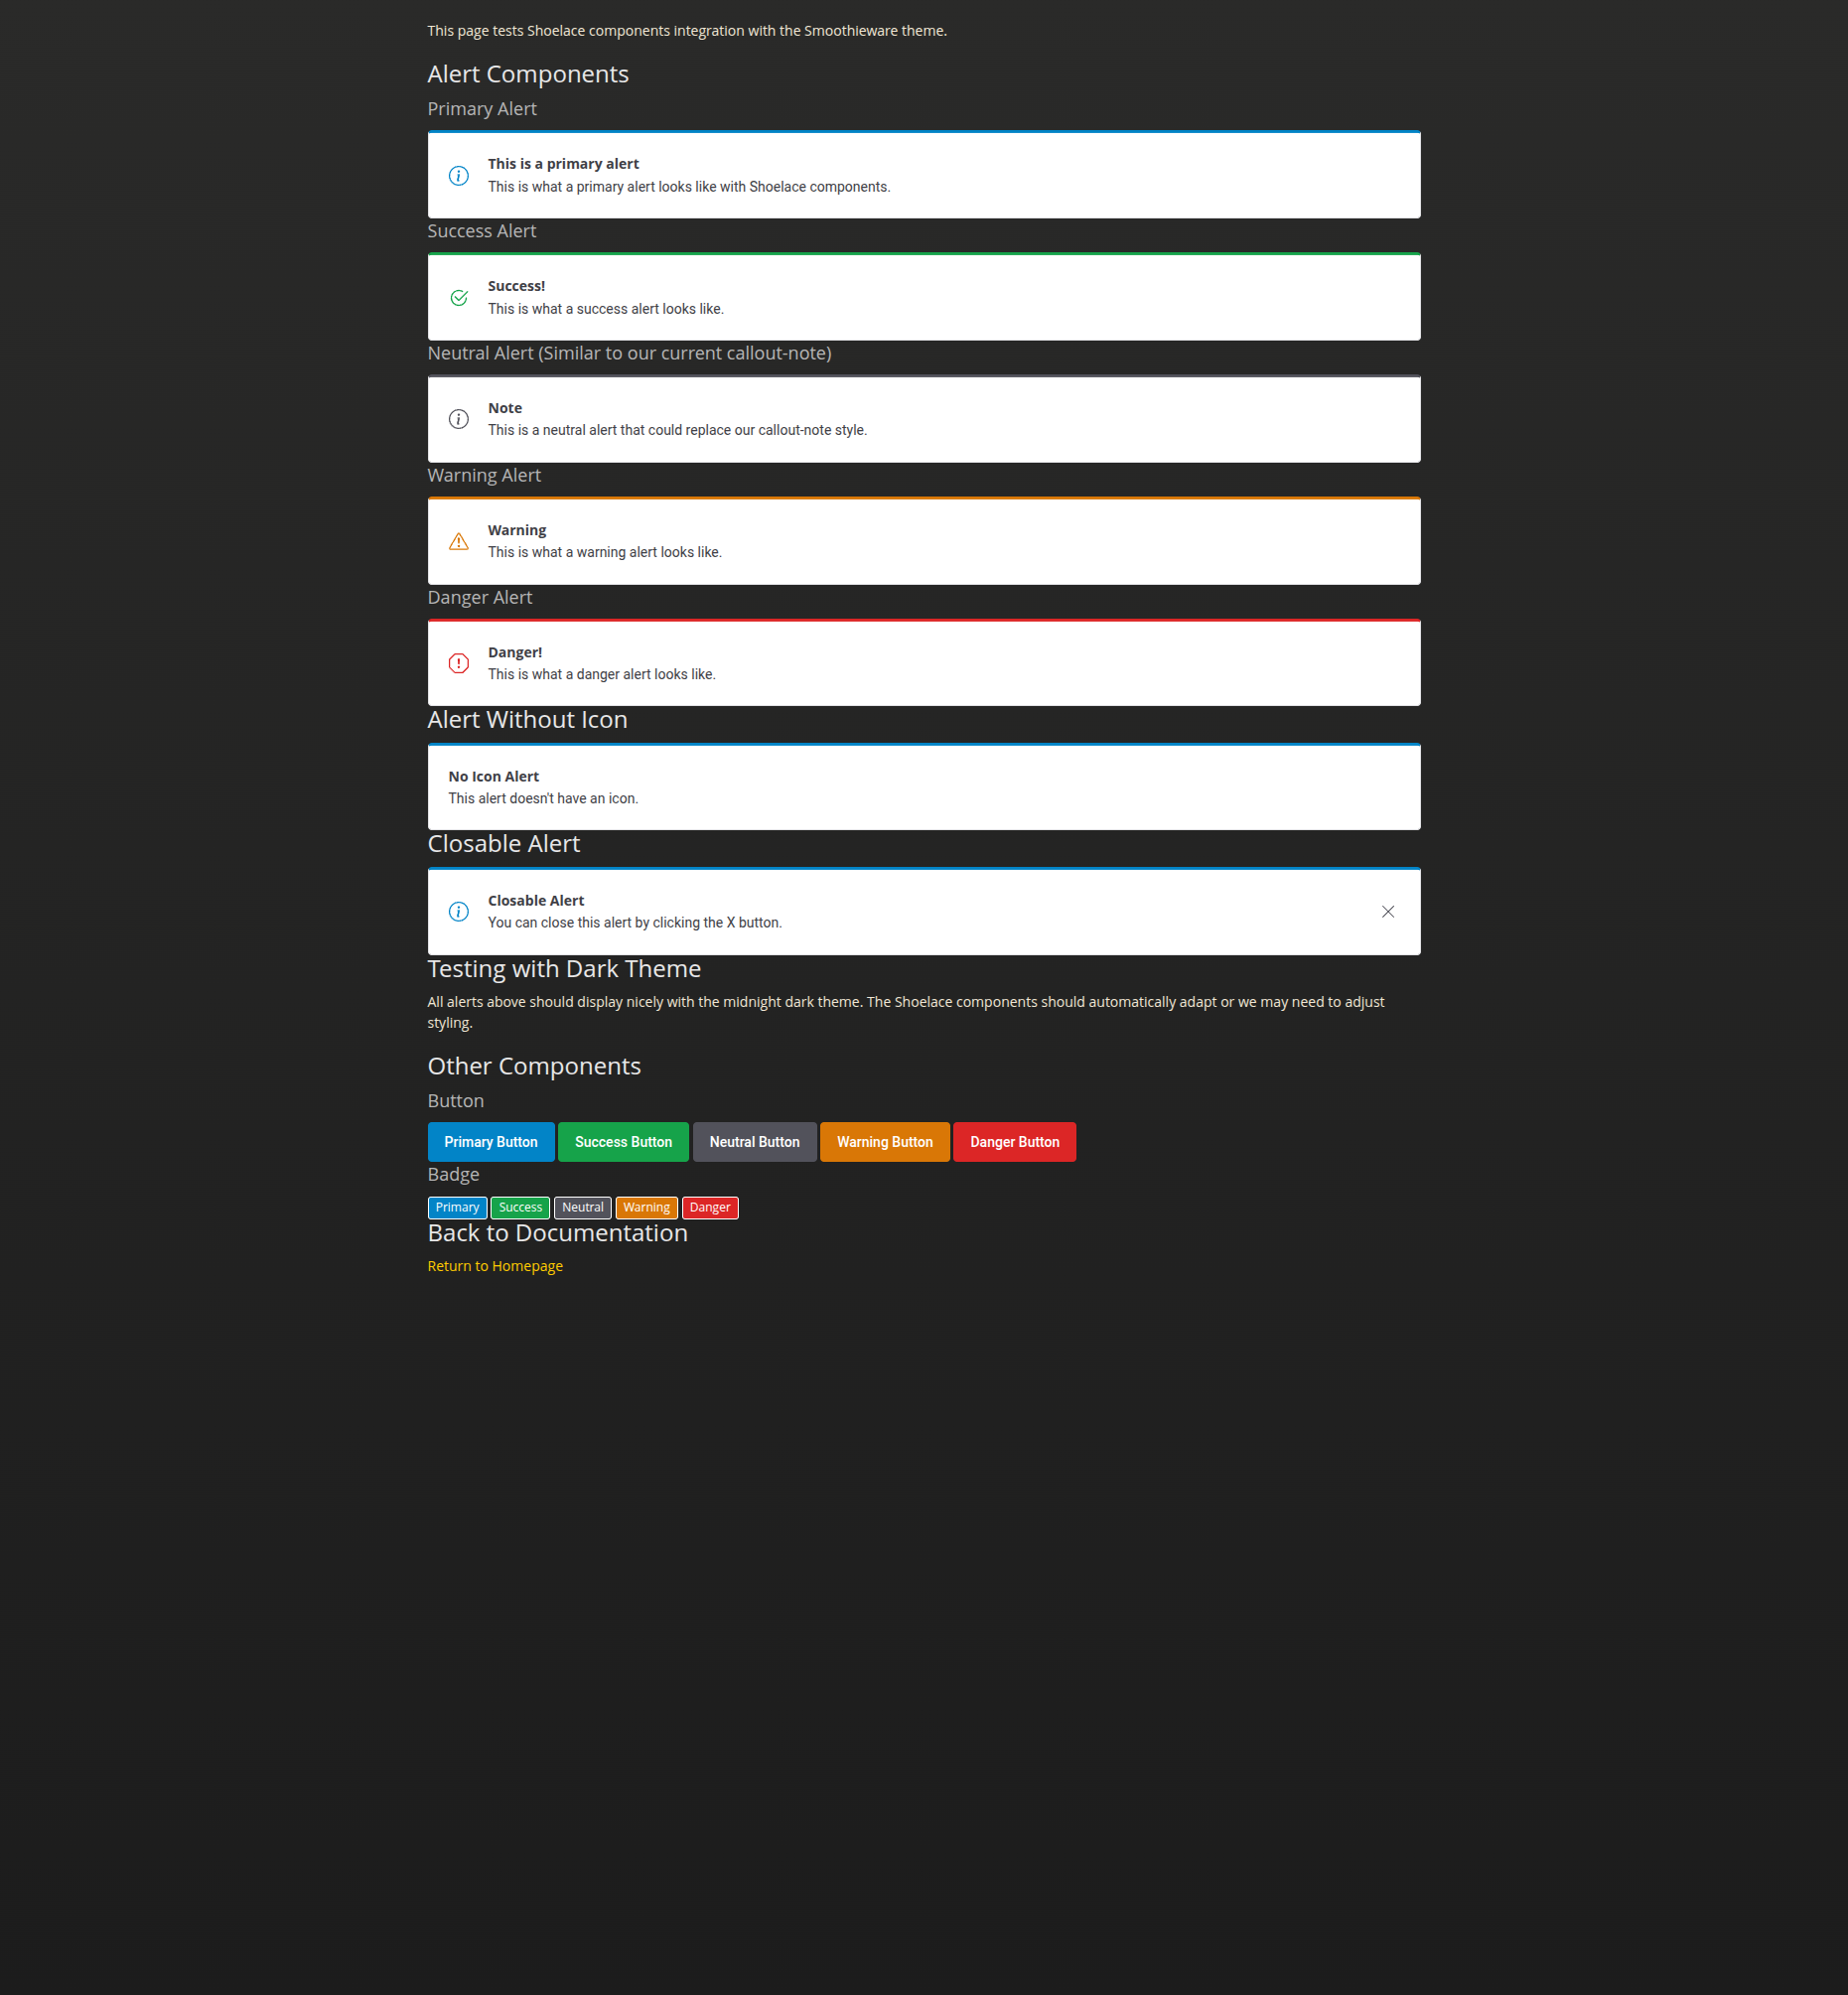 This page tests Shoelace components integration with the Smoothieware theme.
Alert Components
Primary Alert
This is a primary alert
This is what a primary alert looks like with Shoelace components.
Success Alert
Success!
This is what a success alert looks like.
Neutral Alert (Similar to our current callout-note)
Note
This is a neutral alert that could replace our callout-note style.
Warning Alert
Warning
This is what a warning alert looks like.
Danger Alert
Danger!
This is what a danger alert looks like.
Alert Without Icon
No Icon Alert
This alert doesn't have an icon.
Closable Alert
Closable Alert
You can close this alert by clicking the X button.
Testing with Dark Theme
All alerts above should display nicely with the midnight dark theme. The Shoelace components should automatically adapt or we may need to adjust
styling.
Other Components
Button
Primary Button Success Button Neutral Button Warning Button Danger Button
Badge
Primary Success Neutral Warning Danger
Back to Documentation
Return to Homepage